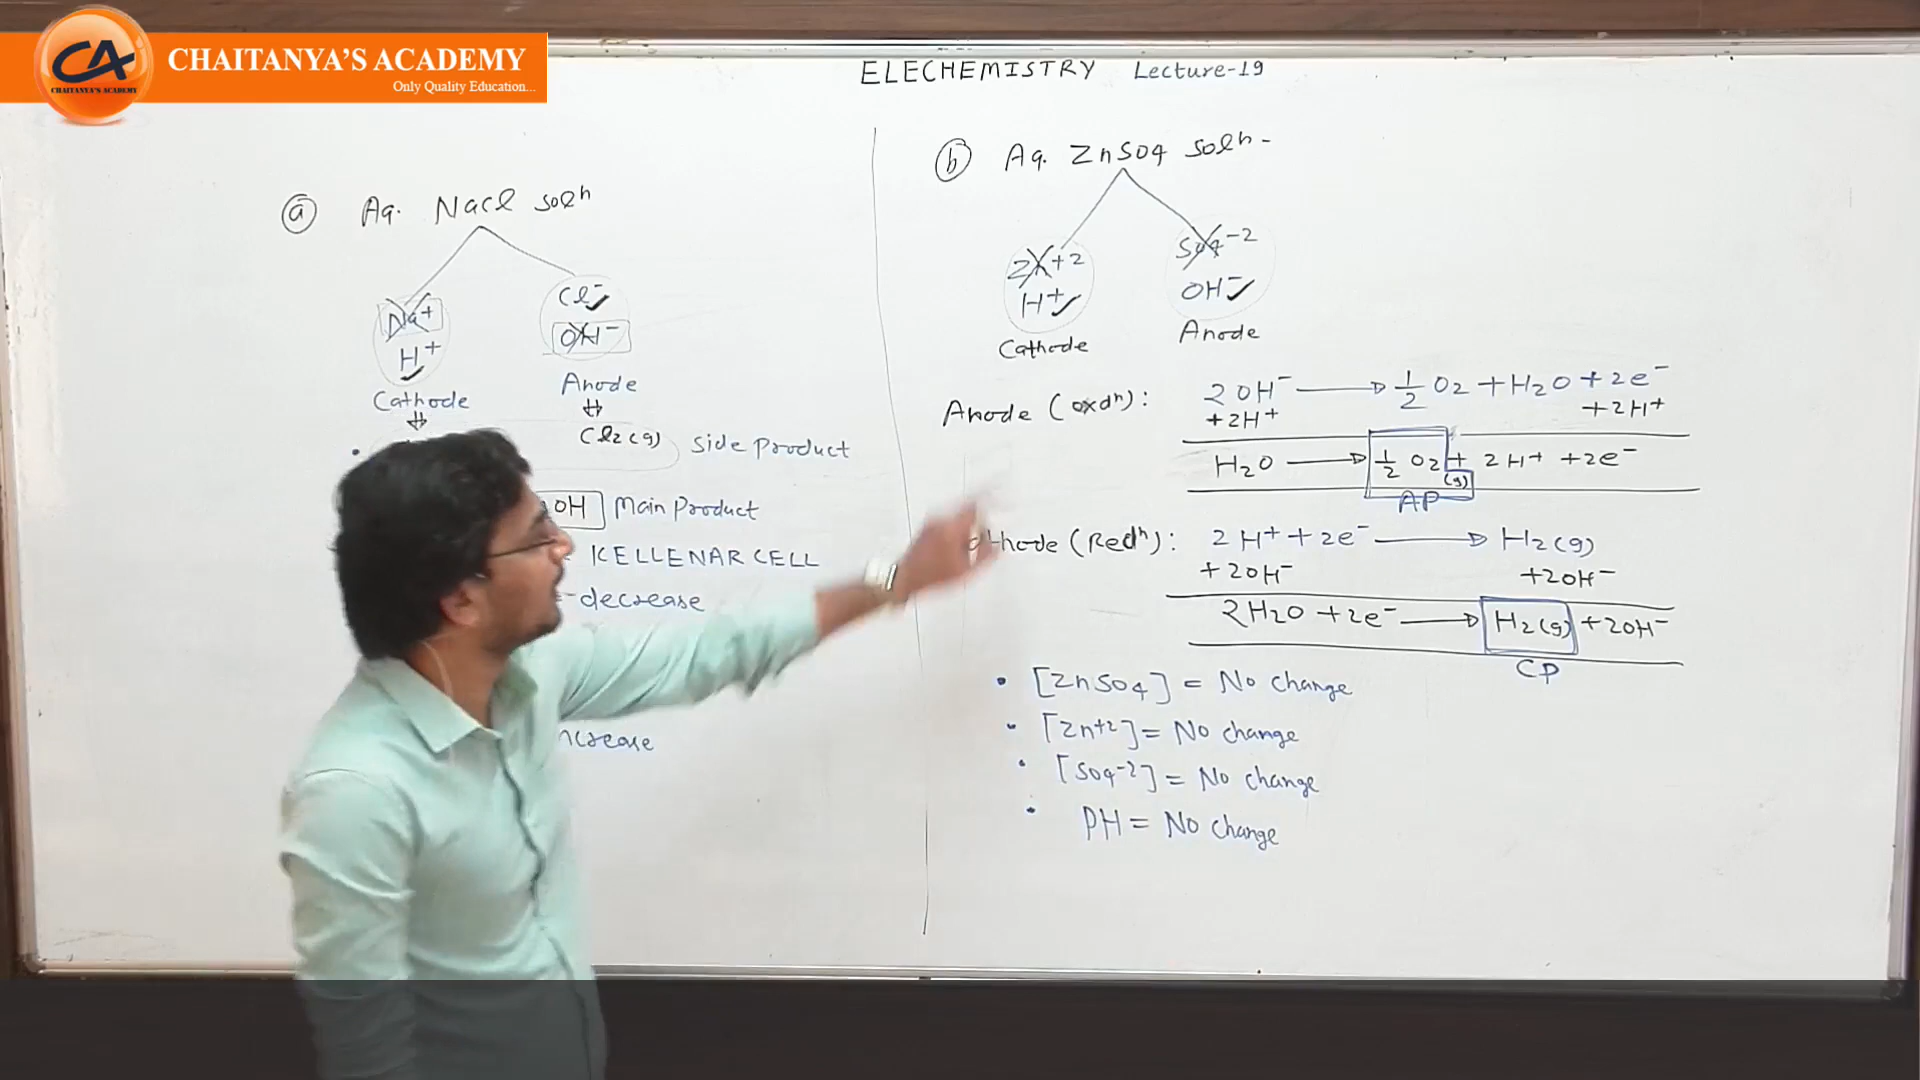 CA
CHAITANYA'S ACADEMY
CHAITANYA'S ACADEMY
Only Quality Education...
ELECHEMISTRY Lecture-19
(a) Aq. NaCl solⁿ
Na+
H+
Cathode
Cl-
OH-
Anode
Cl2(g) side product
OH Main Product
KELLENAR CELL
decrease
ncrease
(b) Aq. ZnSO4 solⁿ-
Zn+2
H+
Cathode
SO4-2
OH-
Anode
Anode (oxdⁿ): 2OH- → 1/2 O2 + H2O + 2e-
+2H+ +2H+
H2O → 1/2 O2(g) + 2H+ + 2e-
AP
thode (Redⁿ): 2H+ + 2e- → H2(g)
+2OH- +2OH-
2H2O + 2e- → H2(g) + 2OH-
CP
• [ZnSO4] = No change
• [Zn+2] = No change
• [SO4-2] = No change
• PH = No change